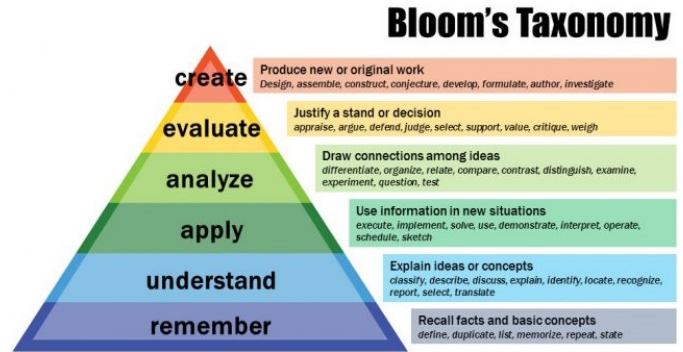 Bloom's Taxonomy
create
Produce new or original work
Design, assemble, construct, conjecture, develop, formulate, author, investigate
evaluate
Justify a stand or decision
appraise, argue, defend, judge, select, support, value, critique, weigh
analyze
Draw connections among ideas
differentiate, organize, relate, compare, contrast, distinguish, examine,
experiment, question, test
apply
Use information in new situations
execute, implement, solve, use, demonstrate, interpret, operate,
schedule, sketch
understand
Explain ideas or concepts
classify, describe, discuss, explain, identify, locate, recognize,
report, select, translate
remember
Recall facts and basic concepts
define, duplicate, list, memorize, repeat, state